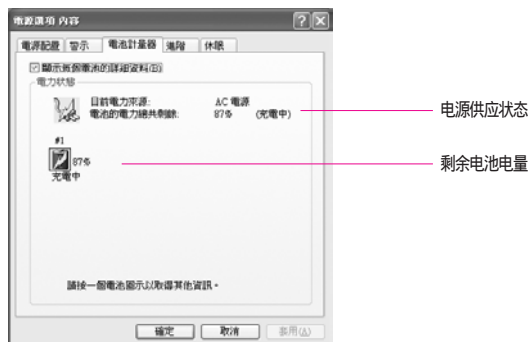 電源選項 內容
電源配置 警示 電池計量器 進階 休眠
顯示每個電池的詳細資料(D)
電力狀態
目前電力來源: AC 電源
電池的電力總共剩餘: 87% (充電中)
电源供应状态
#1
87%
充電中
剩余电池电量
請按一個電池圖示以取得其他資訊。
確定 取消 套用(A)